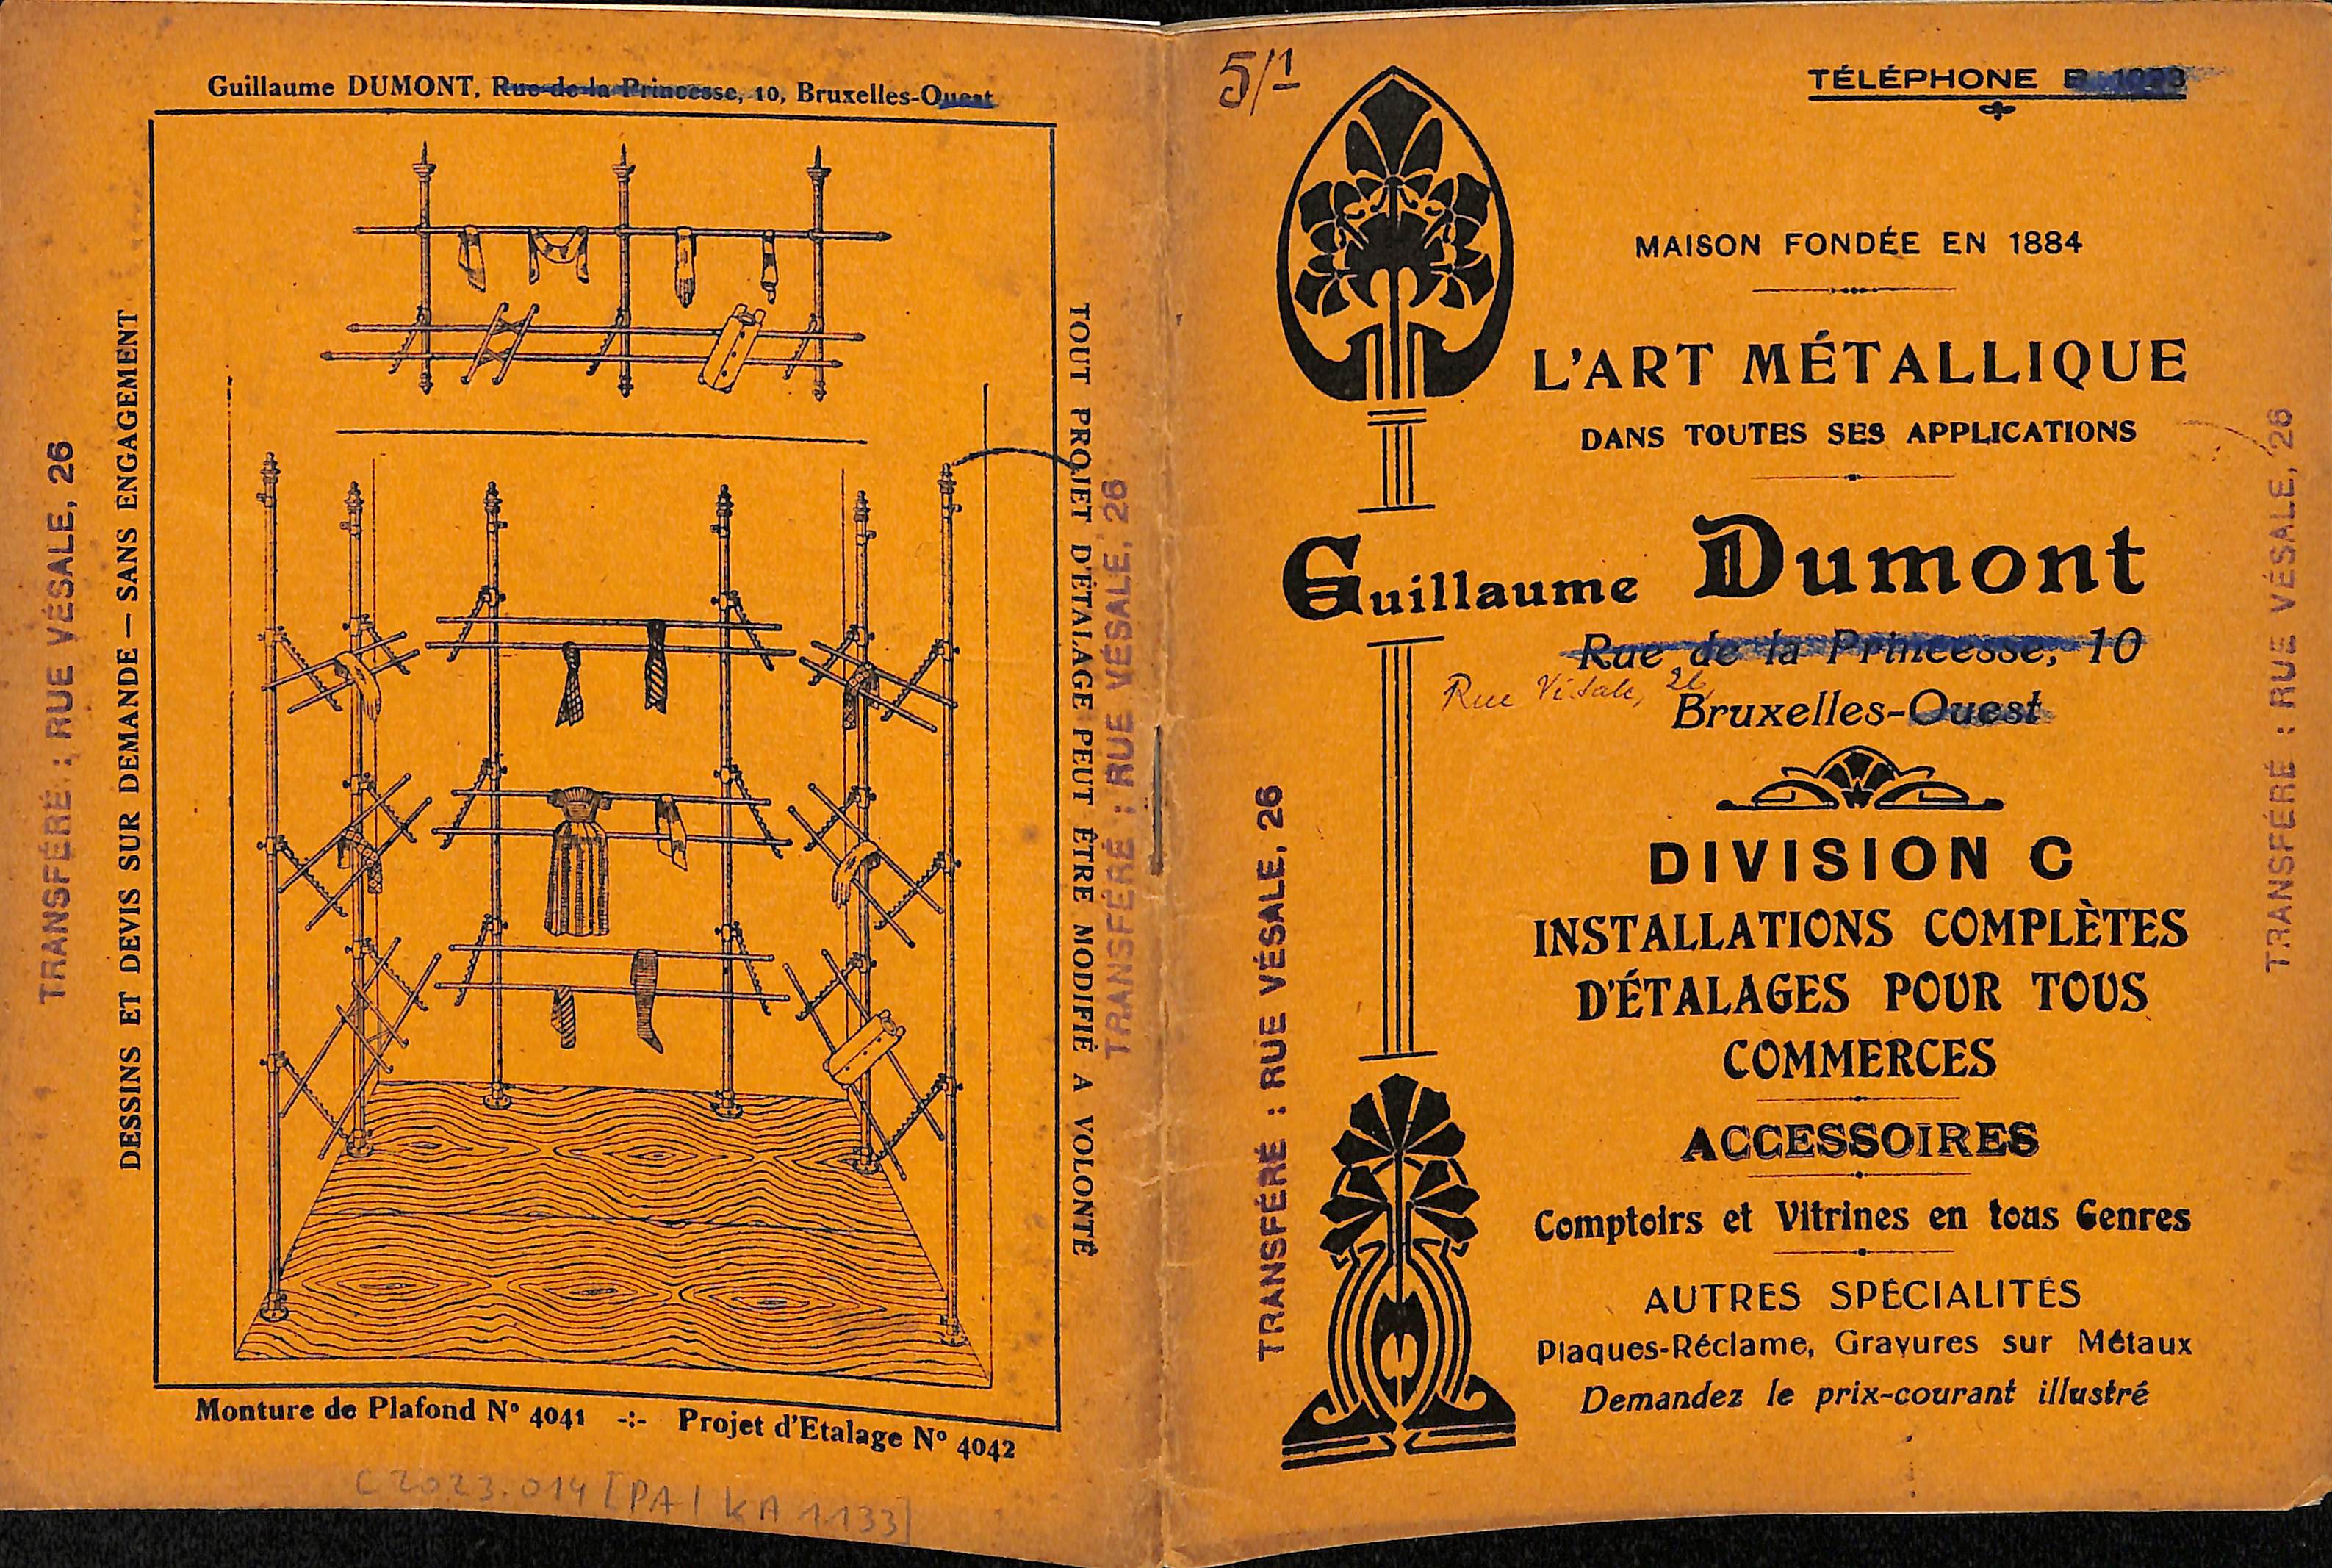 Guillaume DUMONT, Rue de la Princesse, 10, Bruxelles-Ouest
TRANSFÉRÉ : RUE VÉSALE, 26
DESSINS ET DEVIS SUR DEMANDE — SANS ENGAGEMENT
TOUT PROJET D'ÉTALAGE PEUT ÊTRE MODIFIÉ A VOLONTÉ
TRANSFÉRÉ : RUE VÉSALE, 26
Monture de Plafond N° 4041 -:- Projet d'Etalage N° 4042
C 2023.014 [PA | KA 1133]
5/1
TÉLÉPHONE
MAISON FONDÉE EN 1884
L'ART MÉTALLIQUE
DANS TOUTES SES APPLICATIONS
Guillaume Dumont
Rue de la Princesse, 10
Rue Vésale, 26,
Bruxelles-Ouest
DIVISION C
INSTALLATIONS COMPLÈTES
D'ÉTALAGES POUR TOUS
COMMERCES
ACCESSOIRES
Comptoirs et Vitrines en tous Genres
AUTRES SPÉCIALITÉS
Plaques-Réclame, Gravures sur Métaux
Demandez le prix-courant illustré
TRANSFÉRÉ : RUE VÉSALE, 26
TRANSFÉRÉ : RUE VÉSALE, 26